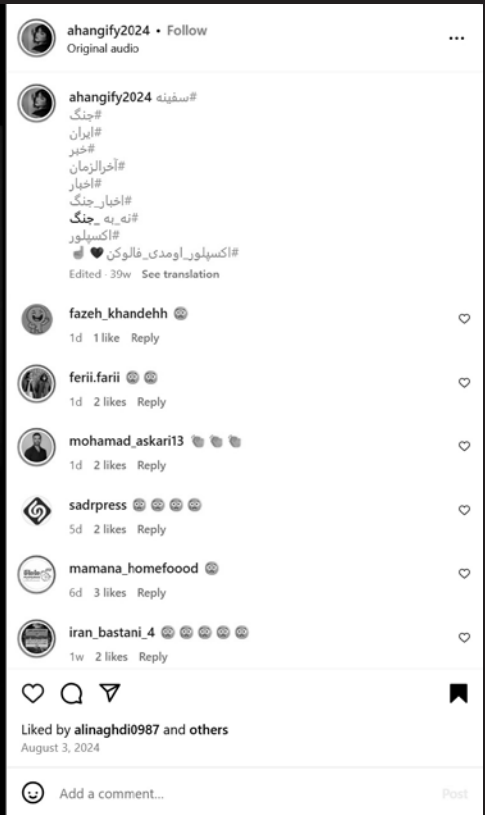 ahangify2024 • Follow
Original audio
ahangify2024 #سفینه
#جنگ
#ایران
#خبر
#آخرالزمان
#اخبار
#اخبار_جنگ
#نه_به _جنگ
#اکسپلور
#اکسپلور_اومدی_فالوکن🖤☝
Edited · 39w See translation
fazeh_khandehh
1d 1 like Reply
ferii.farii
1d 2 likes Reply
mohamad_askari13 👏👏👏
1d 2 likes Reply
sadrpress
5d 2 likes Reply
mamana_homefoood
6d 3 likes Reply
iran_bastani_4
1w 2 likes Reply
Liked by alinaghdi0987 and others
August 3, 2024
Add a comment...
Post